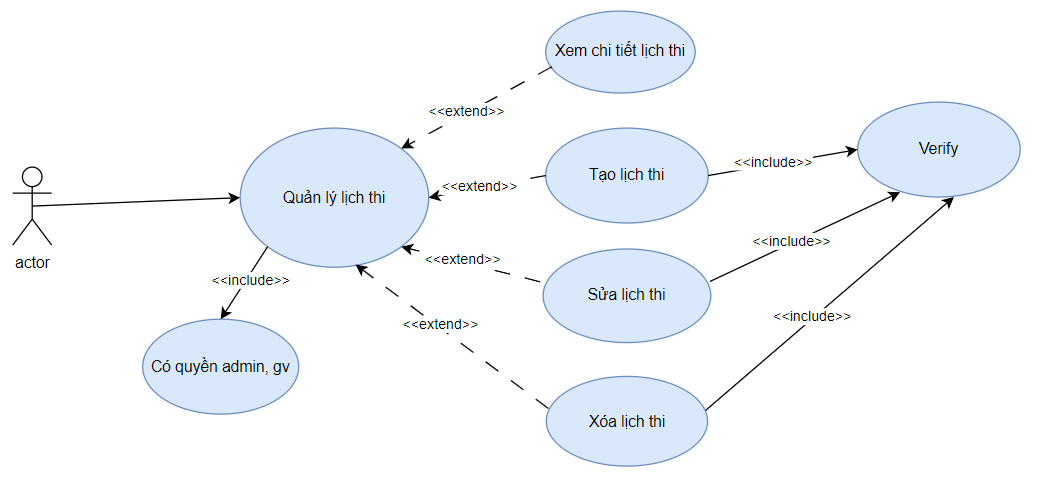 Xem chi tiết lịch thi
<<extend>>
Verify
Tạo lịch thi
<<include>>
<<extend>>
Quản lý lịch thi
actor
<<include>>
<<extend>>
<<include>>
Sửa lịch thi
<<include>>
<<extend>>
Có quyền admin, gv
Xóa lịch thi